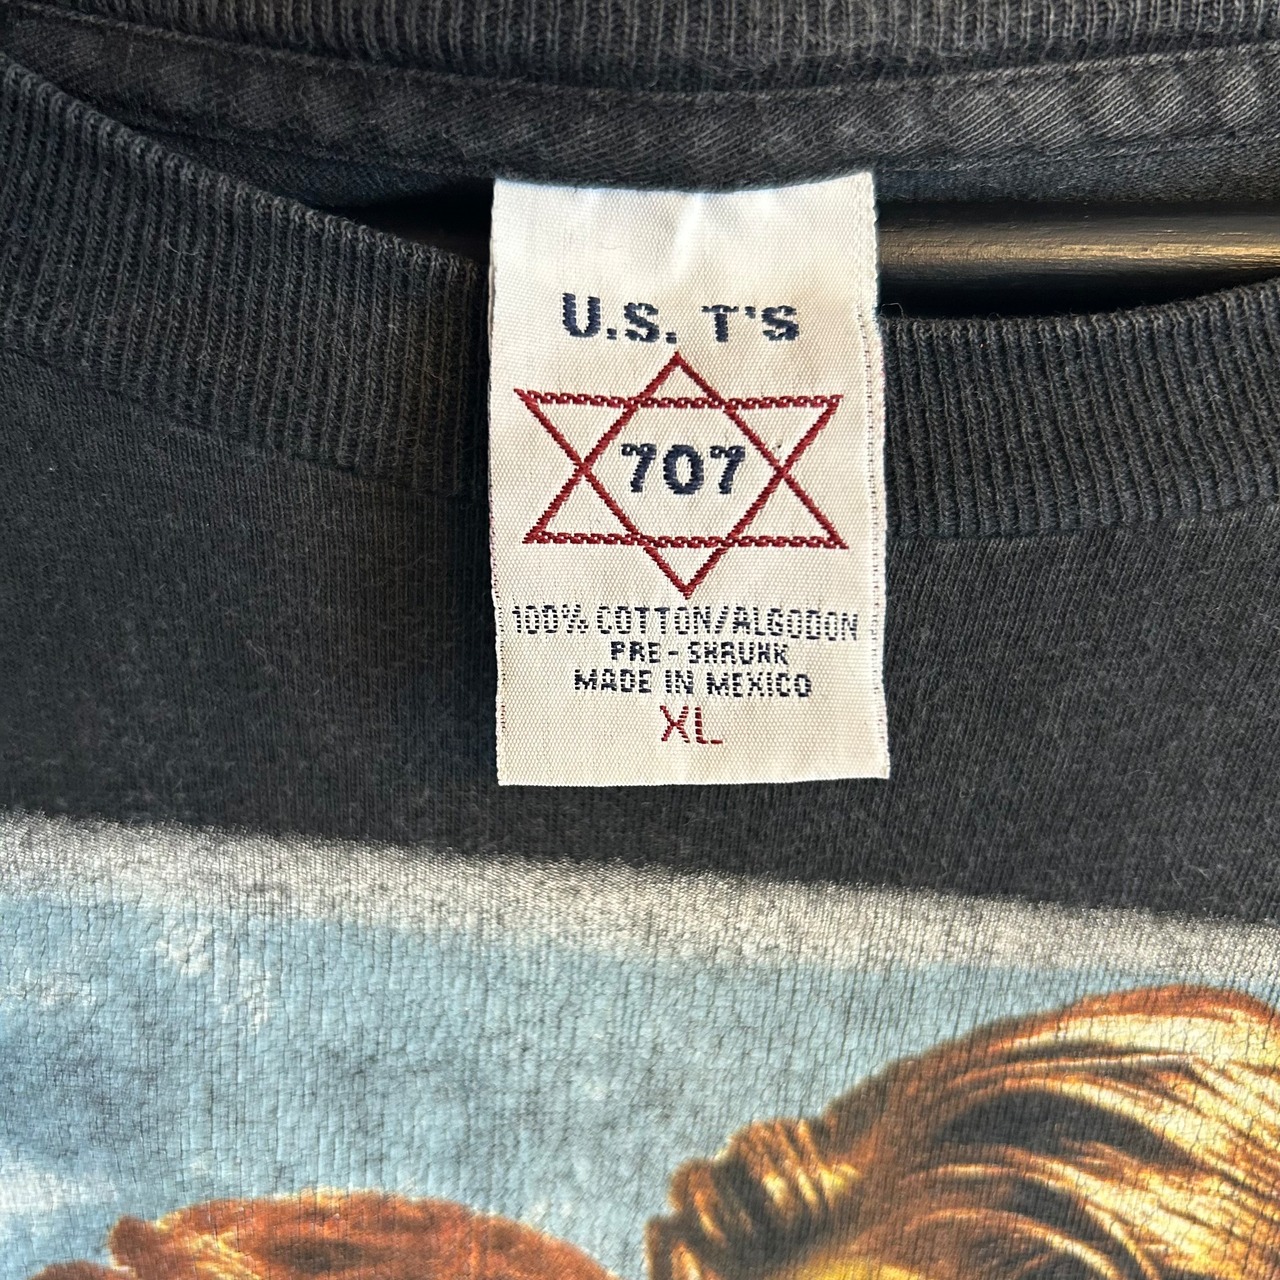 U.S. T'S
707
100% COTTON/ALGODON
PRE-SHRUNK
MADE IN MEXICO
XL